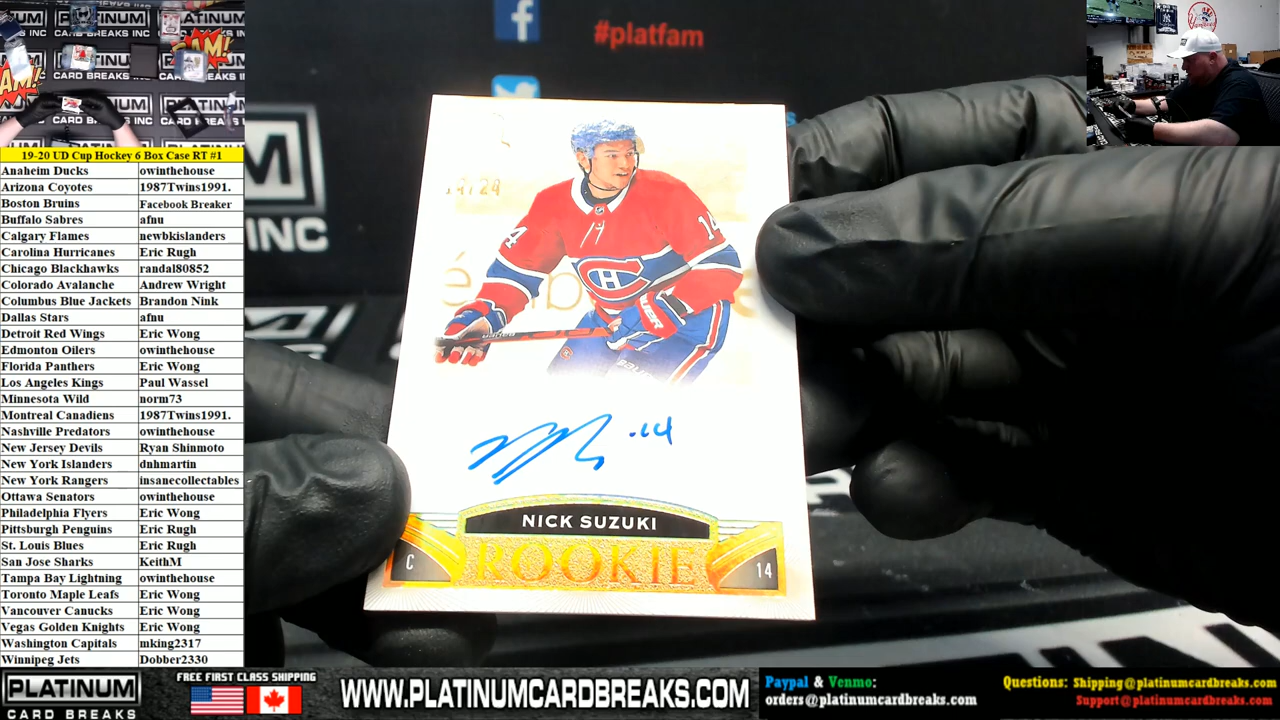 PLATINUM
CARD BREAKS INC
19-20 UD Cup Hockey 6 Box Case RT #1
Anaheim Ducks owinthehouse
Arizona Coyotes 1987Twins1991.
Boston Bruins Facebook Breaker
Buffalo Sabres afnu
Calgary Flames newbkislanders
Carolina Hurricanes Eric Rugh
Chicago Blackhawks randal80852
Colorado Avalanche Andrew Wright
Columbus Blue Jackets Brandon Nink
Dallas Stars afnu
Detroit Red Wings Eric Wong
Edmonton Oilers owinthehouse
Florida Panthers Eric Wong
Los Angeles Kings Paul Wassel
Minnesota Wild norm73
Montreal Canadiens 1987Twins1991.
Nashville Predators owinthehouse
New Jersey Devils Ryan Shinmoto
New York Islanders dnhmartin
New York Rangers insanecollectables
Ottawa Senators owinthehouse
Philadelphia Flyers Eric Wong
Pittsburgh Penguins Eric Rugh
St. Louis Blues Eric Rugh
San Jose Sharks KeithM
Tampa Bay Lightning owinthehouse
Toronto Maple Leafs Eric Wong
Vancouver Canucks Eric Wong
Vegas Golden Knights Eric Wong
Washington Capitals mking2317
Winnipeg Jets Dobber2330
#platfam
INC
14
.14
NICK SUZUKI
ROOKIE
C
14
PLATINUM
CARD BREAKS
FREE FIRST CLASS SHIPPING
WWW.PLATINUMCARDBREAKS.COM
Paypal & Venmo:
orders@platinumcardbreaks.com
Questions: Shipping@platinumcardbreaks.com
Support@platinumcardbreaks.com